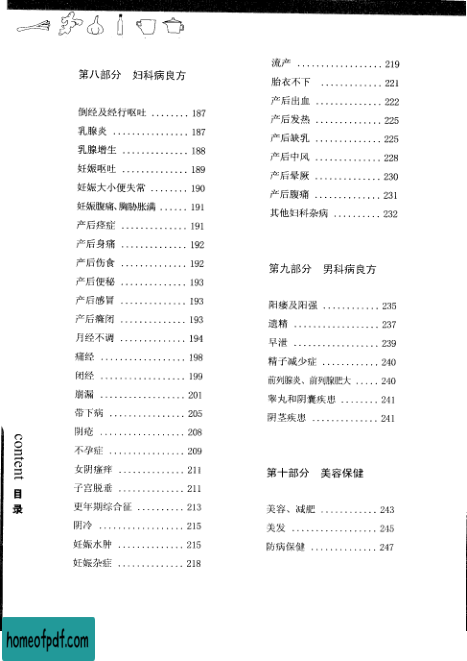 第八部分 妇科病良方
倒经及经行呕吐 ........ 187
乳腺炎 .............. 187
乳腺增生 ............ 188
妊娠呕吐 ............ 189
妊娠大小便失常 ....... 190
妊娠腹痛、胸胁胀满 ...... 191
产后痉症 ............ 191
产后身痛 ............ 192
产后伤食 ............ 192
产后便秘 ............ 193
产后感冒 ............ 193
产后癃闭 ............ 193
月经不调 ............ 194
痛经 ................ 198
闭经 ................ 199
崩漏 ................ 201
带下病 .............. 205
阴疮 ................ 208
不孕症 .............. 209
女阴瘙痒 ............ 211
子宫脱垂 ............ 211
更年期综合征 ......... 213
阴冷 ................ 215
妊娠水肿 ............ 215
妊娠杂症 ............ 218
流产 ................ 219
胎衣不下 ............ 221
产后出血 ............ 222
产后发热 ............ 225
产后缺乳 ............ 225
产后中风 ............ 228
产后晕厥 ............ 230
产后腹痛 ............ 231
其他妇科杂病 .......... 232
第九部分 男科病良方
阳痿及阳强 ............ 235
遗精 ................ 237
早泄 ................ 239
精子减少症 ............ 240
前列腺炎、前列腺肥大 ..... 240
睾丸和阴囊疾患 ........ 241
阴茎疾患 ............. 241
第十部分 美容保健
美容、减肥 ............ 243
美发 ................ 245
防病保健 ............. 247
content 目录
homeofpdf.com